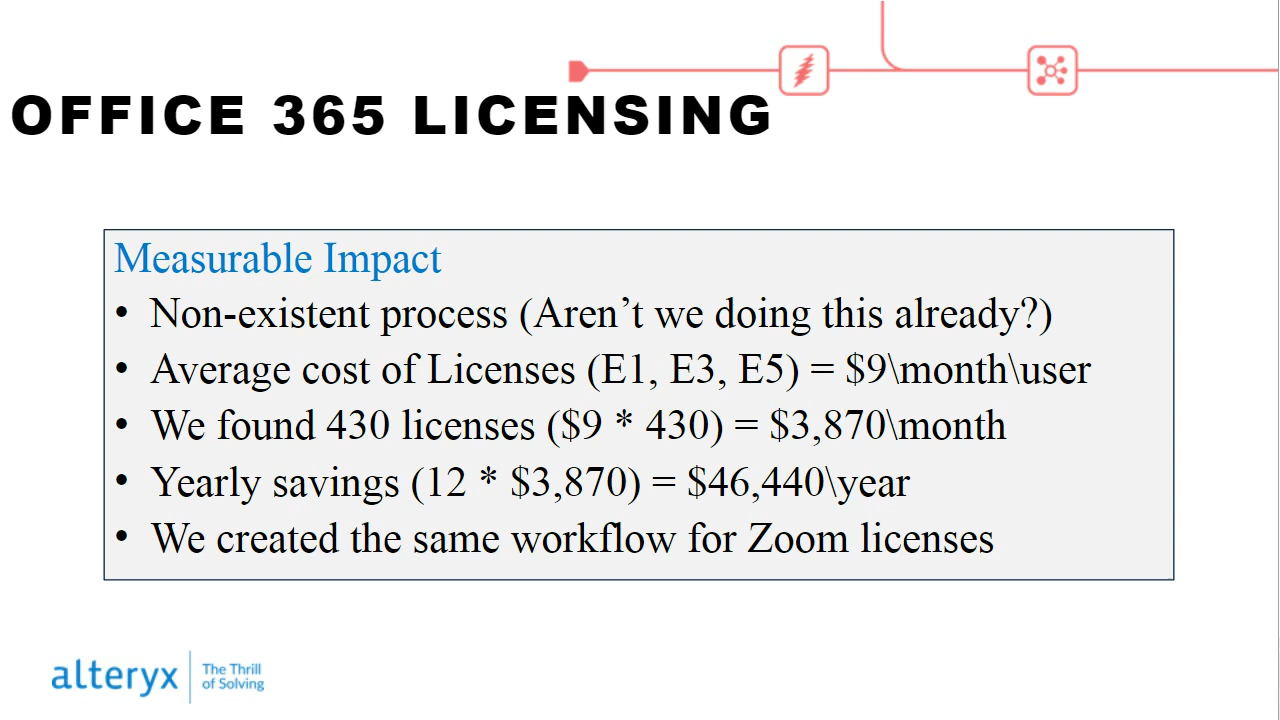 OFFICE 365 LICENSING
Measurable Impact
• Non-existent process (Aren’t we doing this already?)
• Average cost of Licenses (E1, E3, E5) = $9\month\user
• We found 430 licenses ($9 * 430) = $3,870\month
• Yearly savings (12 * $3,870) = $46,440\year
• We created the same workflow for Zoom licenses
alteryx
The Thrill
of Solving